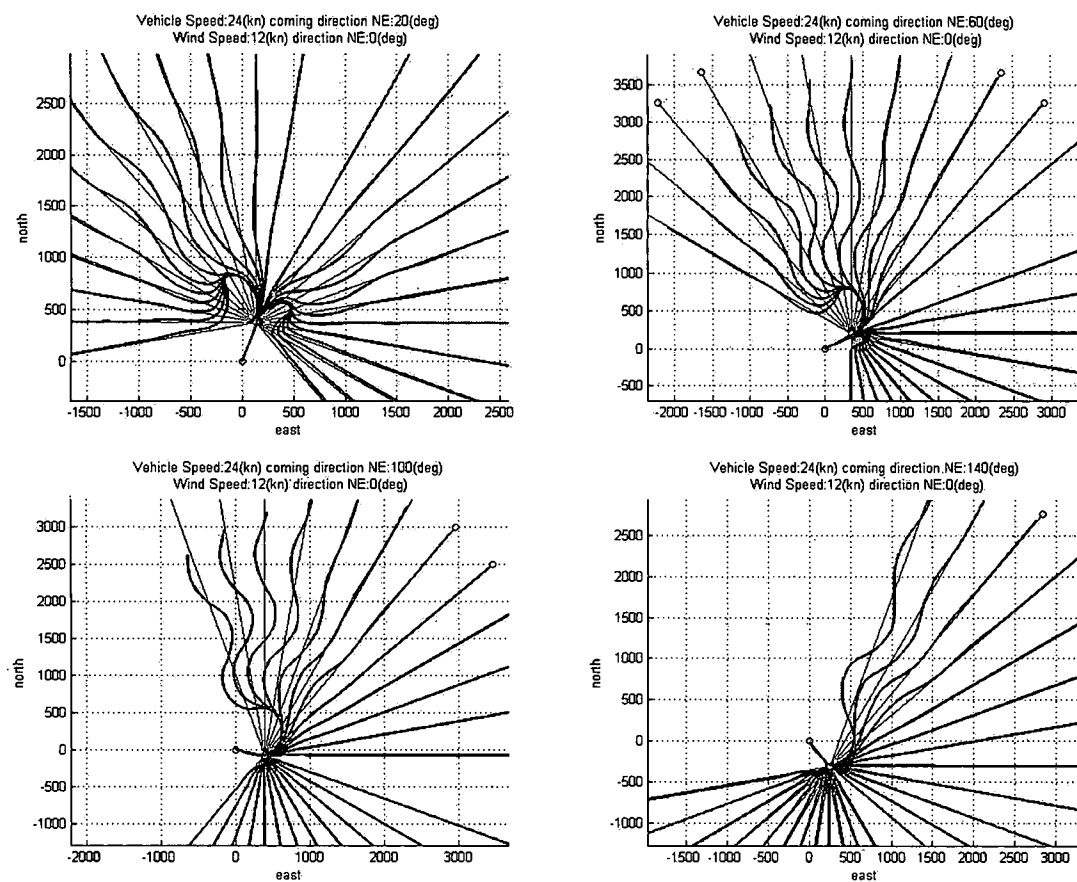 Vehicle Speed:24(kn) coming direction NE:20(deg)
Wind Speed:12(kn) direction NE:0(deg)
2500
2000
1500
1000
500
0
north
-1500 -1000 -500 0 500 1000 1500 2000 2500
east
Vehicle Speed:24(kn) coming direction NE:60(deg)
Wind Speed:12(kn) direction NE:0(deg)
3500
3000
2500
2000
1500
1000
500
0
-500
north
-2000 -1500 -1000 -500 0 500 1000 1500 2000 2500 3000
east
Vehicle Speed:24(kn) coming direction NE:100(deg)
Wind Speed:12(kn) direction NE:0(deg)
3000
2500
2000
1500
1000
500
0
-500
-1000
north
-2000 -1000 0 1000 2000 3000
east
Vehicle Speed:24(kn) coming direction NE:140(deg)
Wind Speed:12(kn) direction NE:0(deg)
2500
2000
1500
1000
500
0
-500
-1000
north
-1500 -1000 -500 0 500 1000 1500 2000 2500 3000
east